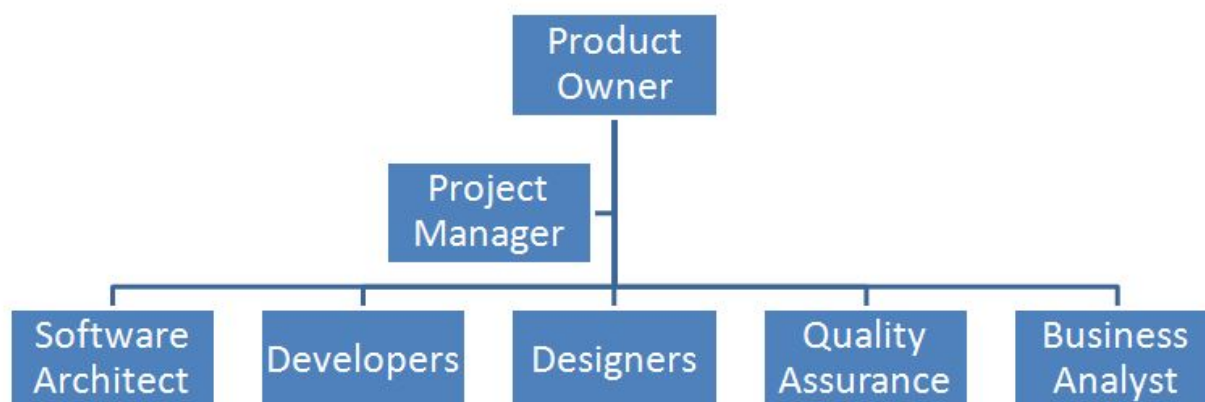 Product
Owner
Project
Manager
Software
Architect
Developers
Designers
Quality
Assurance
Business
Analyst